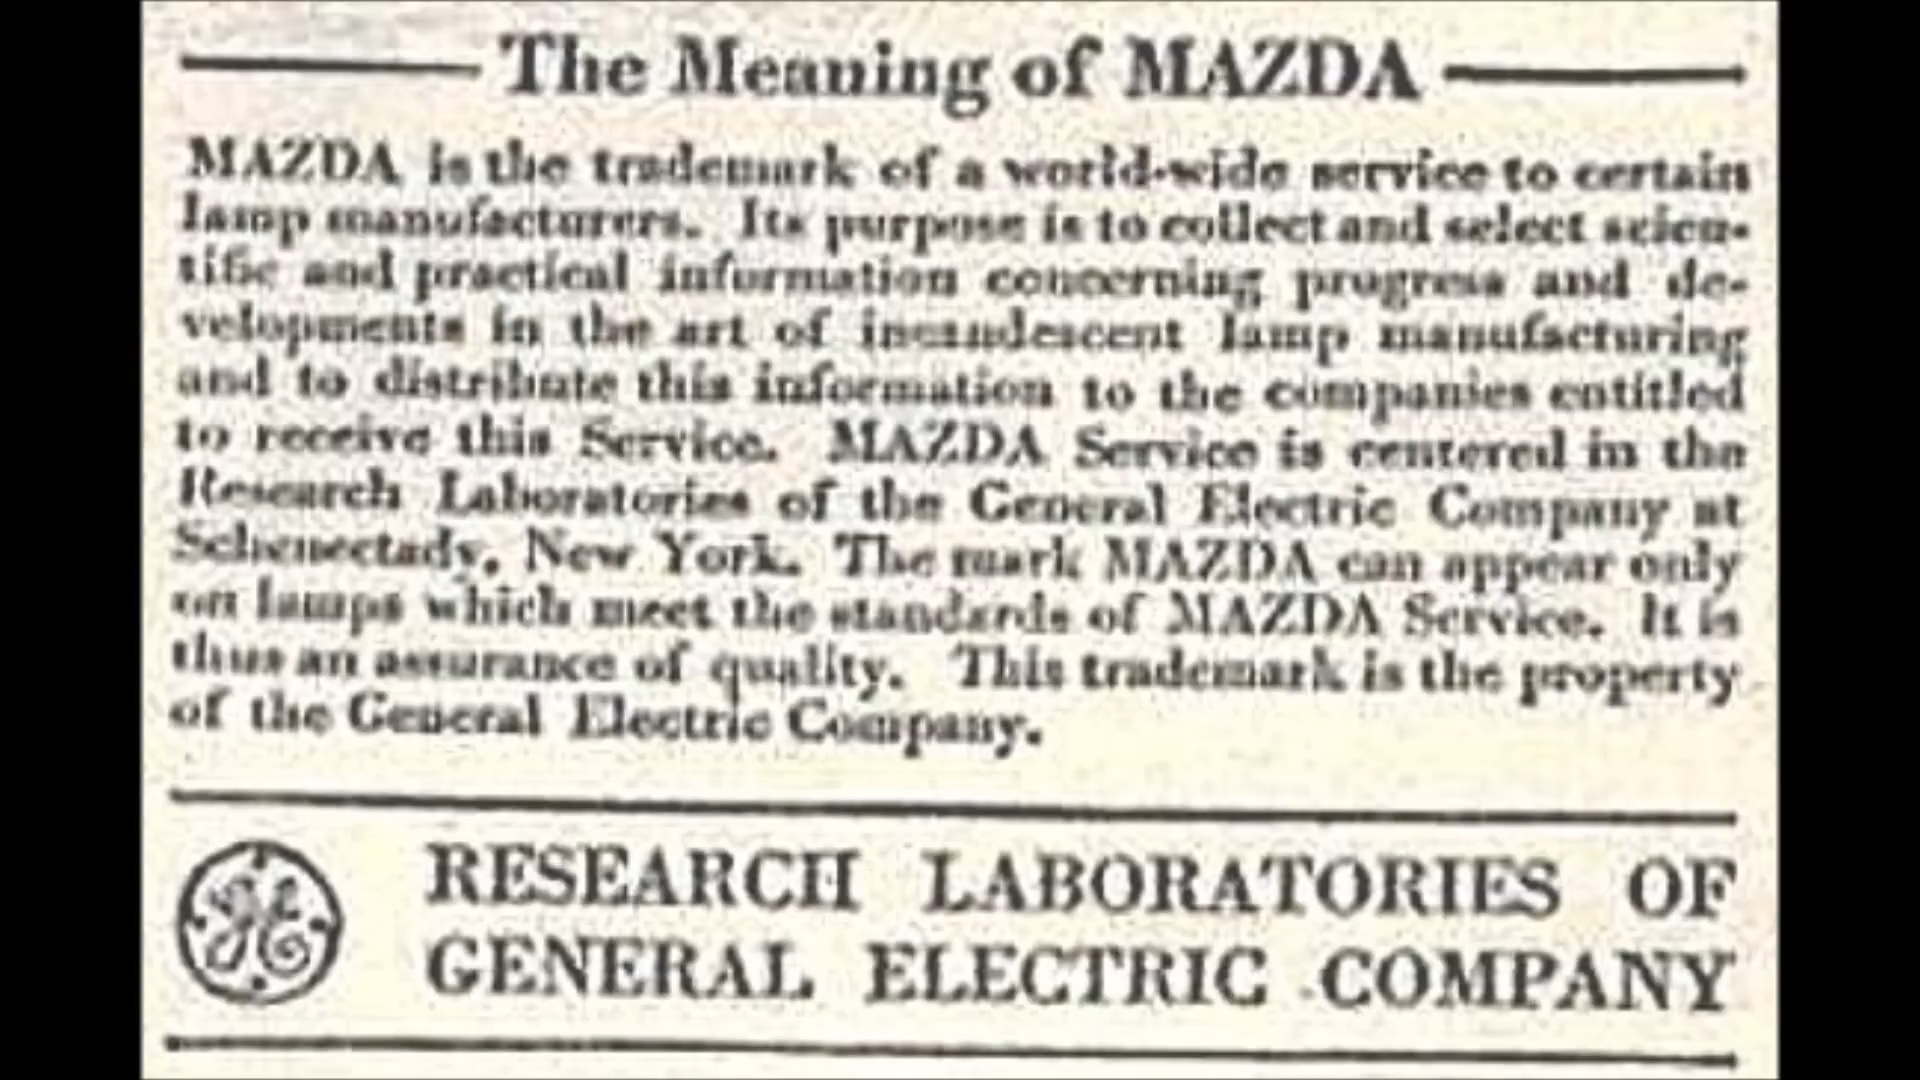 The Meaning of MAZDA
MAZDA is the trademark of a world-wide service to certain
lamp manufacturers. Its purpose is to collect and select scien-
tific and practical information concerning progress and de-
velopments in the art of incandescent lamp manufacturing
and to distribute this information to the companies entitled
to receive this Service. MAZDA Service is centered in the
Research Laboratories of the General Electric Company at
Schenectady, New York. The mark MAZDA can appear only
on lamps which meet the standards of MAZDA Service. It is
thus an assurance of quality. This trademark is the property
of the General Electric Company.
GE
RESEARCH LABORATORIES OF
GENERAL ELECTRIC COMPANY